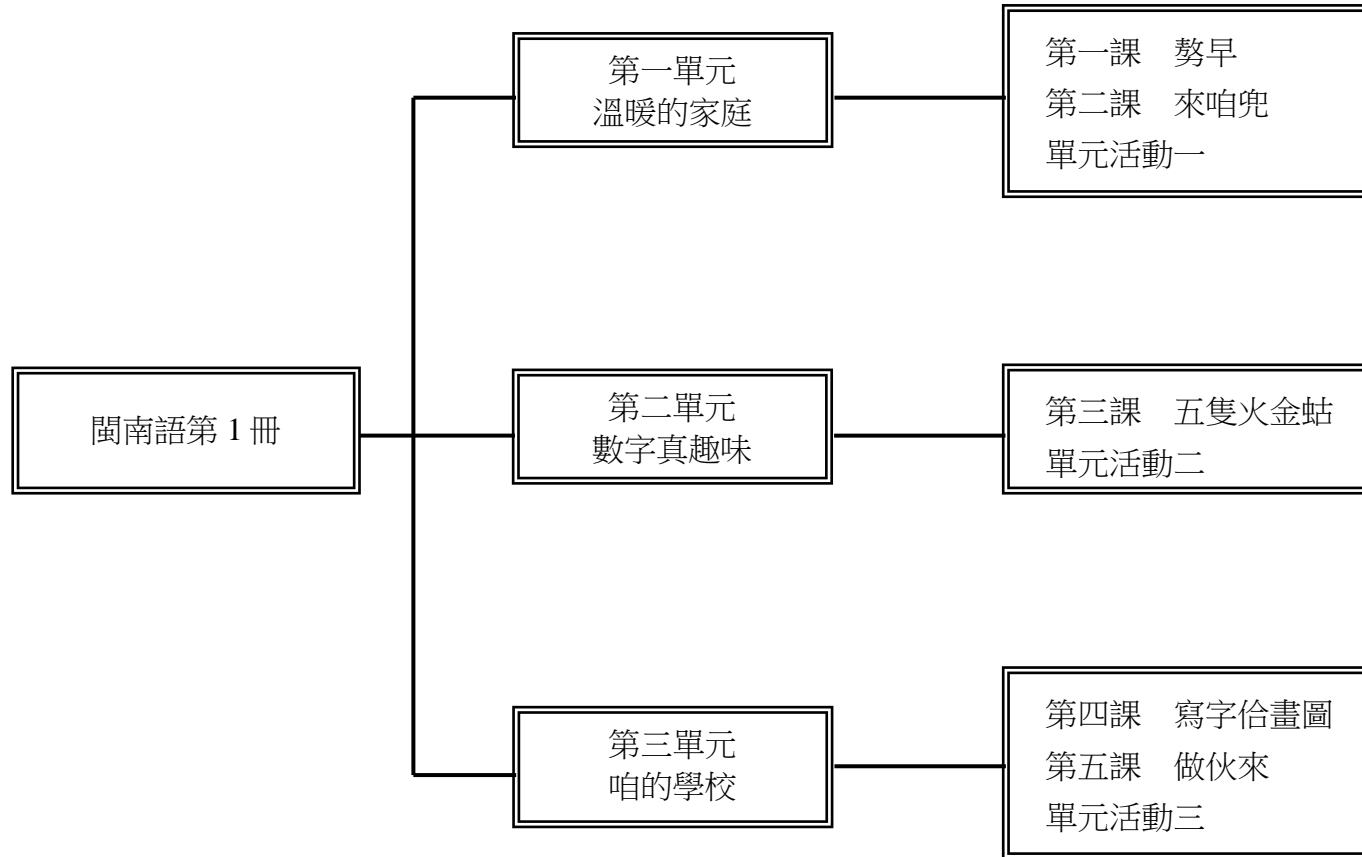 閩南語第 1 冊
第一單元
溫暖的家庭
第一課　勢早
第二課　來咱兜
單元活動一
第二單元
數字真趣味
第三課　五隻火金蛄
單元活動二
第三單元
咱的學校
第四課　寫字佮畫圖
第五課　做伙來
單元活動三